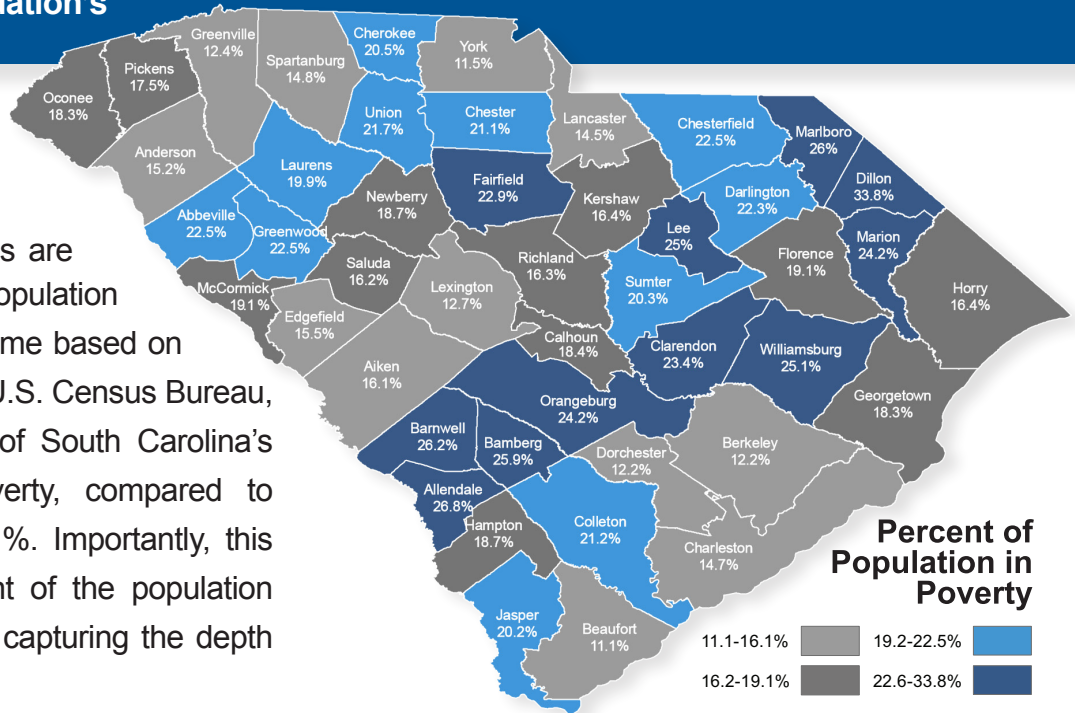 ulation's
s are
opulation
me based on
J.S. Census Bureau,
of South Carolina's
verty, compared to
%. Importantly, this
nt of the population
capturing the depth
Oconee
18.3%
Pickens
17.5%
Greenville
12.4%
Spartanburg
14.8%
Cherokee
20.5%
York
11.5%
Anderson
15.2%
Union
21.7%
Chester
21.1%
Lancaster
14.5%
Chesterfield
22.5%
Marlboro
26%
Dillon
33.8%
Laurens
19.9%
Abbeville
22.5%
Greenwood
22.5%
Newberry
18.7%
Fairfield
22.9%
Kershaw
16.4%
Darlington
22.3%
Lee
25%
Marion
24.2%
McCormick
19.1%
Saluda
16.2%
Edgefield
15.5%
Lexington
12.7%
Richland
16.3%
Sumter
20.3%
Florence
19.1%
Horry
16.4%
Aiken
16.1%
Calhoun
18.4%
Clarendon
23.4%
Williamsburg
25.1%
Georgetown
18.3%
Orangeburg
24.2%
Barnwell
26.2%
Bamberg
25.9%
Dorchester
12.2%
Berkeley
12.2%
Allendale
26.8%
Hampton
18.7%
Colleton
21.2%
Charleston
14.7%
Jasper
20.2%
Beaufort
11.1%
Percent of
Population in
Poverty
11.1-16.1% 19.2-22.5%
16.2-19.1% 22.6-33.8%